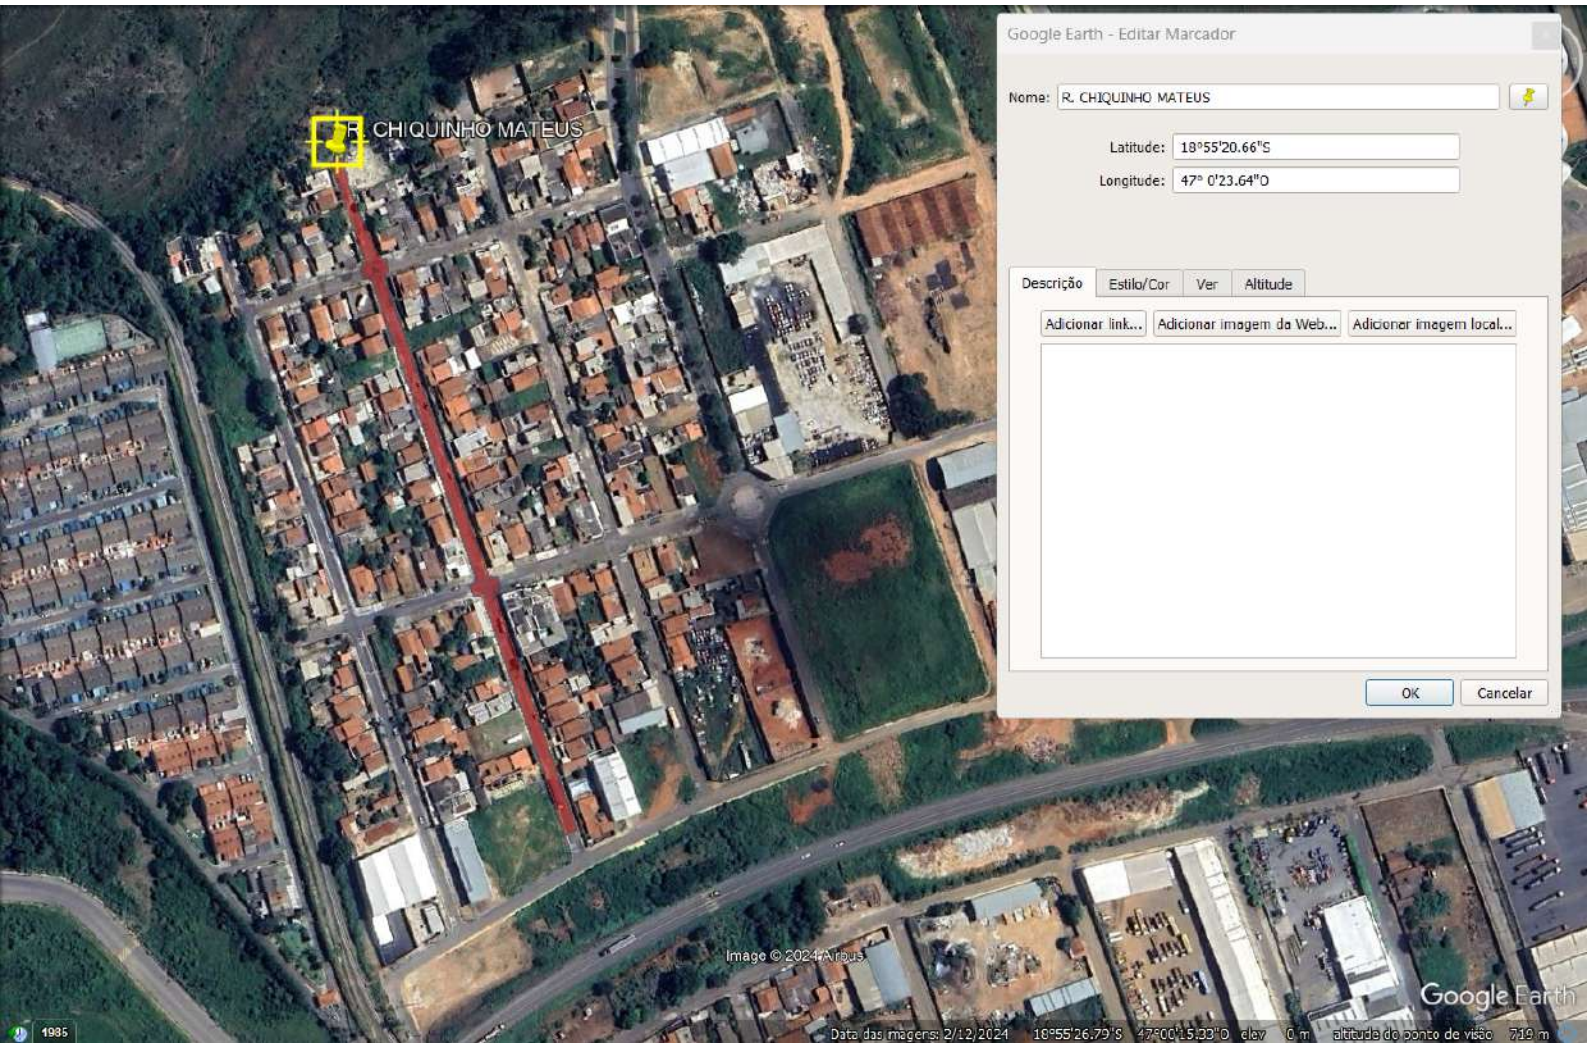 Google Earth - Editar Marcador
Nome: R. CHIQUINHO MATEUS
Latitude: 18°55'20.66"S
Longitude: 47° 0'23.64"O
Descrição Estilo/Cor Ver Altitude
Adicionar link... Adicionar imagem da Web... Adicionar imagem local...
OK Cancelar
R. CHIQUINHO MATEUS
Image © 2024 Airbus
Google Earth
1985
Data das imagens: 2/12/2024 18°55'26.79"S 47°00'15.33"O elev 0 m altitude do ponto de visão 719 m